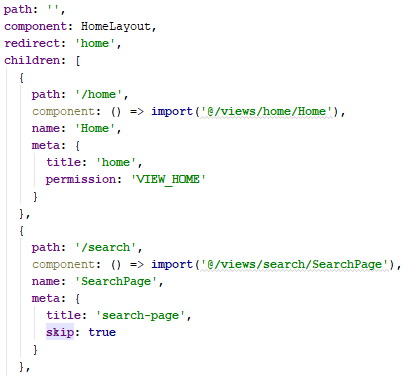 path: '',
component: HomeLayout,
redirect: 'home',
children: [
{
path: '/home',
component: () => import('@/views/home/Home'),
name: 'Home',
meta: {
title: 'home',
permission: 'VIEW_HOME'
}
},
{
path: '/search',
component: () => import('@/views/search/SearchPage'),
name: 'SearchPage',
meta: {
title: 'search-page',
skip: true
}
},